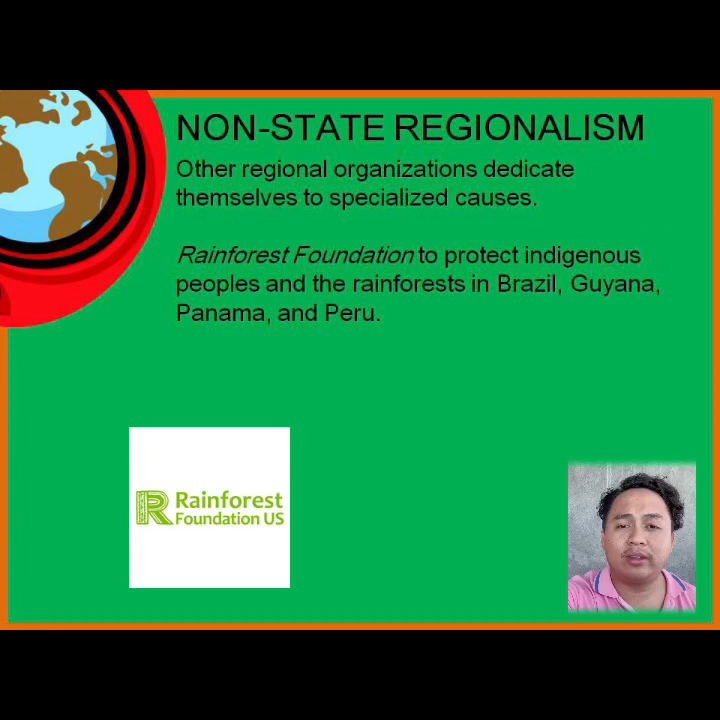 NON-STATE REGIONALISM
Other regional organizations dedicate
themselves to specialized causes.
Rainforest Foundation to protect indigenous
peoples and the rainforests in Brazil, Guyana,
Panama, and Peru.
Rainforest
Foundation US